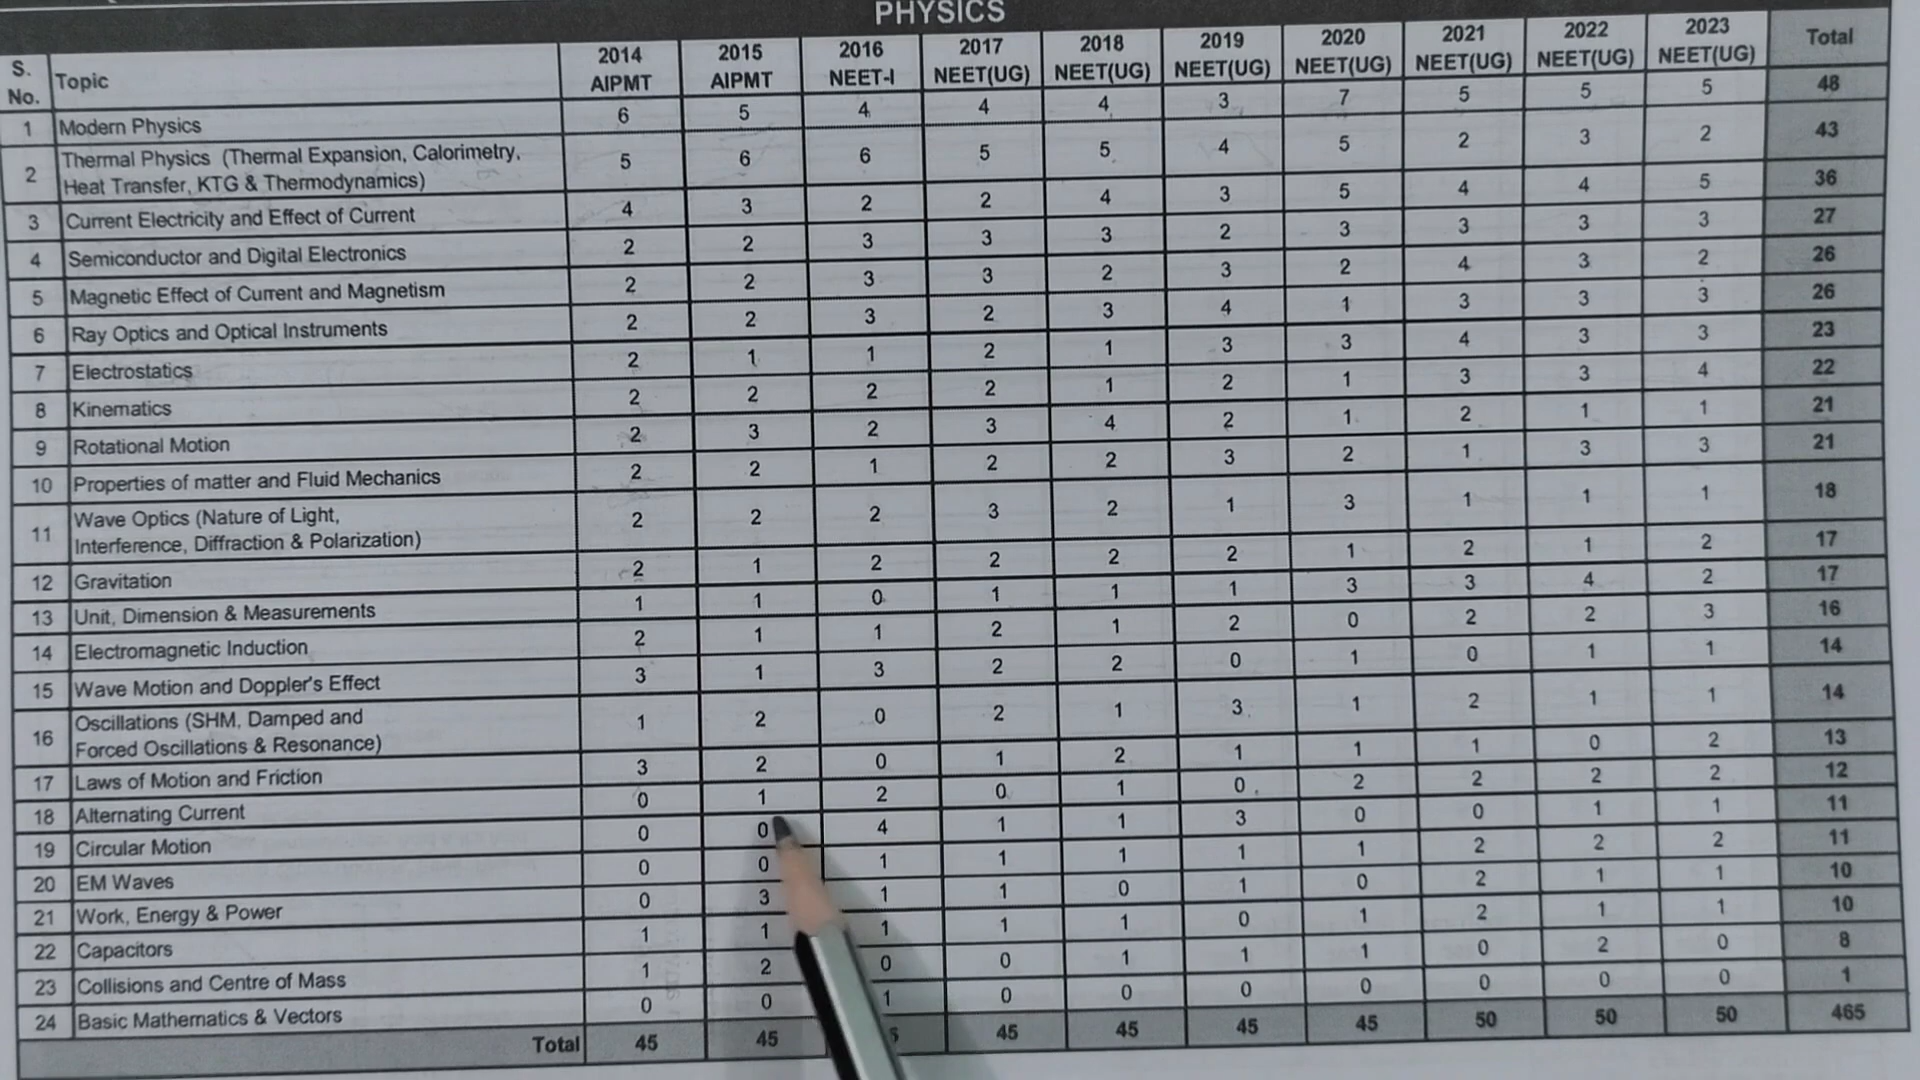 PHYSICS
S. No. Topic 2014 AIPMT 2015 AIPMT 2016 NEET-I 2017 NEET(UG) 2018 NEET(UG) 2019 NEET(UG) 2020 NEET(UG) 2021 NEET(UG) 2022 NEET(UG) 2023 NEET(UG) Total
1 Modern Physics 6 5 4 4 4 3 7 5 5 5 48
2 Thermal Physics (Thermal Expansion, Calorimetry, Heat Transfer, KTG & Thermodynamics) 5 6 6 5 5 4 5 2 3 2 43
3 Current Electricity and Effect of Current 4 3 2 2 4 3 5 4 4 5 36
4 Semiconductor and Digital Electronics 2 2 3 3 3 2 3 3 3 3 27
5 Magnetic Effect of Current and Magnetism 2 2 3 3 2 3 2 4 3 2 26
6 Ray Optics and Optical Instruments 2 2 3 2 3 4 1 3 3 3 26
7 Electrostatics 2 1 1 2 1 3 3 4 3 3 23
8 Kinematics 2 2 2 2 1 2 1 3 3 4 22
9 Rotational Motion 2 3 2 3 4 2 1 2 1 1 21
10 Properties of matter and Fluid Mechanics 2 2 1 2 2 3 2 1 3 3 21
11 Wave Optics (Nature of Light, Interference, Diffraction & Polarization) 2 2 2 3 2 1 3 1 1 1 18
12 Gravitation 2 1 2 2 2 2 1 2 1 2 17
13 Unit, Dimension & Measurements 1 1 0 1 1 1 3 3 4 2 17
14 Electromagnetic Induction 2 1 1 2 1 2 0 2 2 3 16
15 Wave Motion and Doppler's Effect 3 1 3 2 2 0 1 0 1 1 14
16 Oscillations (SHM, Damped and Forced Oscillations & Resonance) 1 2 0 2 1 3 1 2 1 1 14
17 Laws of Motion and Friction 3 2 0 1 2 1 1 1 0 2 13
18 Alternating Current 0 1 2 0 1 0 2 2 2 2 12
19 Circular Motion 0 0 4 1 1 3 0 0 1 1 11
20 EM Waves 0 0 1 1 1 1 1 2 2 2 11
21 Work, Energy & Power 0 3 1 1 0 1 0 2 1 1 10
22 Capacitors 1 1 1 1 1 0 1 2 1 1 10
23 Collisions and Centre of Mass 1 2 0 0 1 1 1 0 2 0 8
24 Basic Mathematics & Vectors 0 0 1 0 0 0 0 0 0 0 1
Total 45 45 45 45 45 45 50 50 50 465